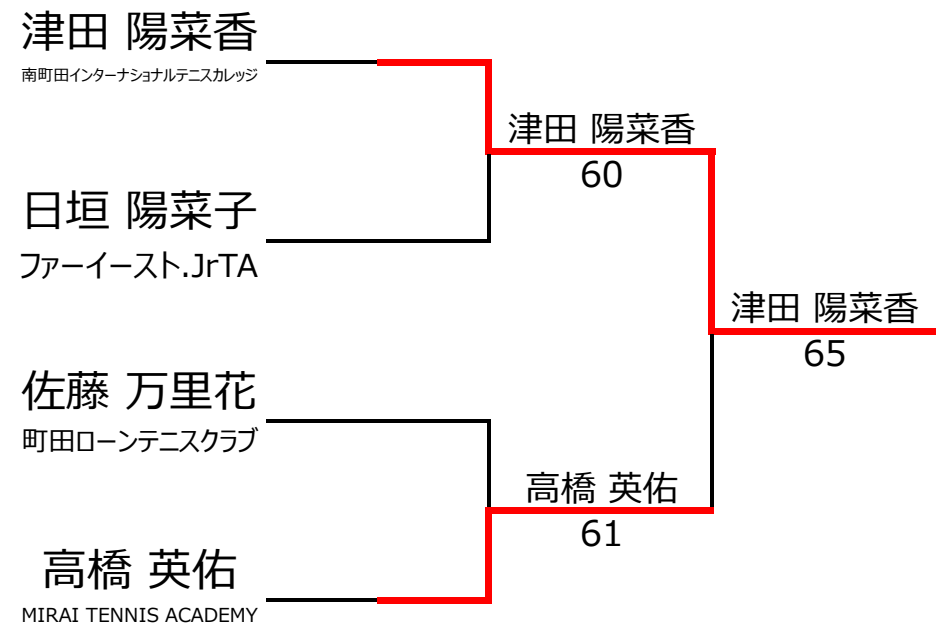 津田 陽菜香
南町田インターナショナルテニスカレッジ
津田 陽菜香
60
日垣 陽菜子
ファーイースト.JrTA
津田 陽菜香
65
佐藤 万里花
町田ローンテニスクラブ
高橋 英佑
61
高橋 英佑
MIRAI TENNIS ACADEMY